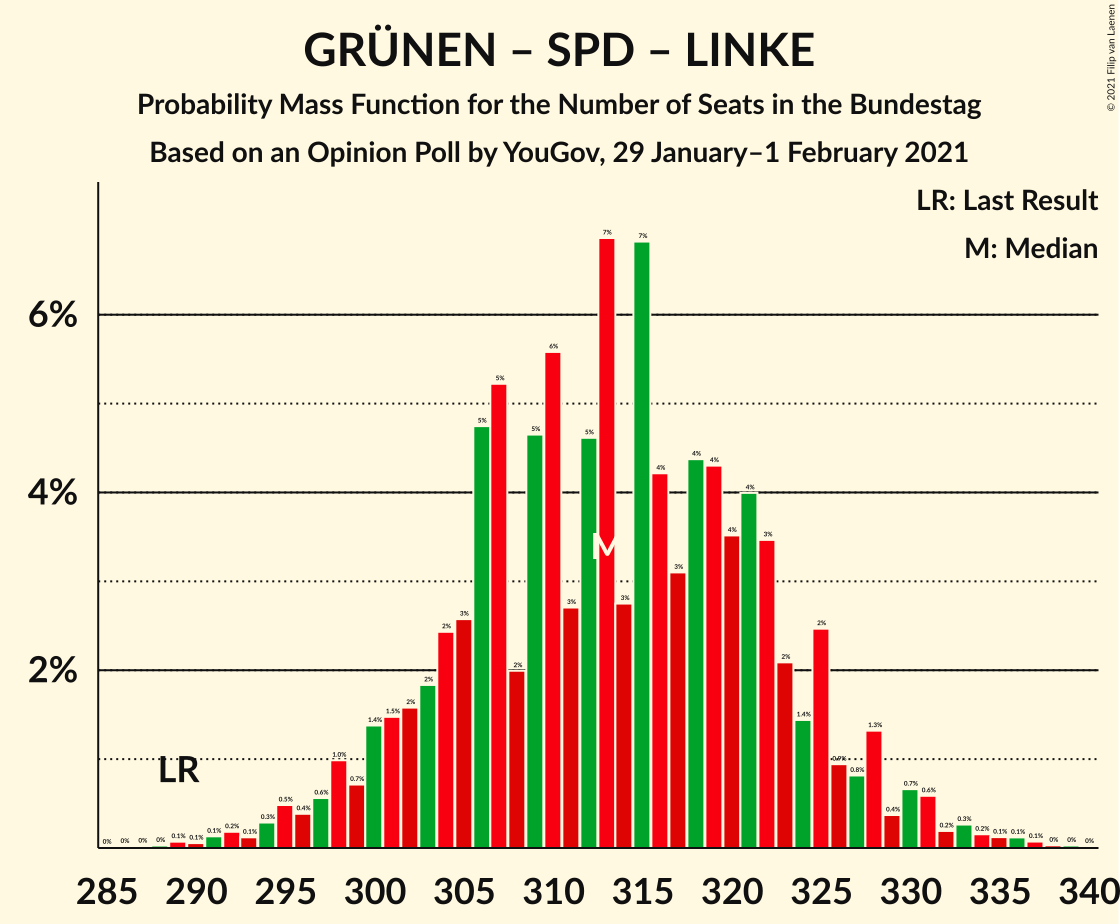 GRÜNEN – SPD – LINKE
Probability Mass Function for the Number of Seats in the Bundestag
Based on an Opinion Poll by YouGov, 29 January–1 February 2021
© 2021 Filip van Laenen
LR: Last Result
M: Median
6%
4%
2%
0% 0% 0% 0% 0.1% 0.1% 0.1% 0.2% 0.1% 0.3% 0.5% 0.4% 0.6% 1.0% 0.7% 1.4% 1.5% 2% 2% 2% 3% 5% 5% 2% 5% 6% 3% 5% 7% 3% 7% 4% 3% 4% 4% 4% 4% 3% 2% 1.4% 2% 0.9% 0.8% 1.3% 0.4% 0.7% 0.6% 0.2% 0.3% 0.2% 0.1% 0.1% 0.1% 0% 0% 0%
M
LR
285 290 295 300 305 310 315 320 325 330 335 340